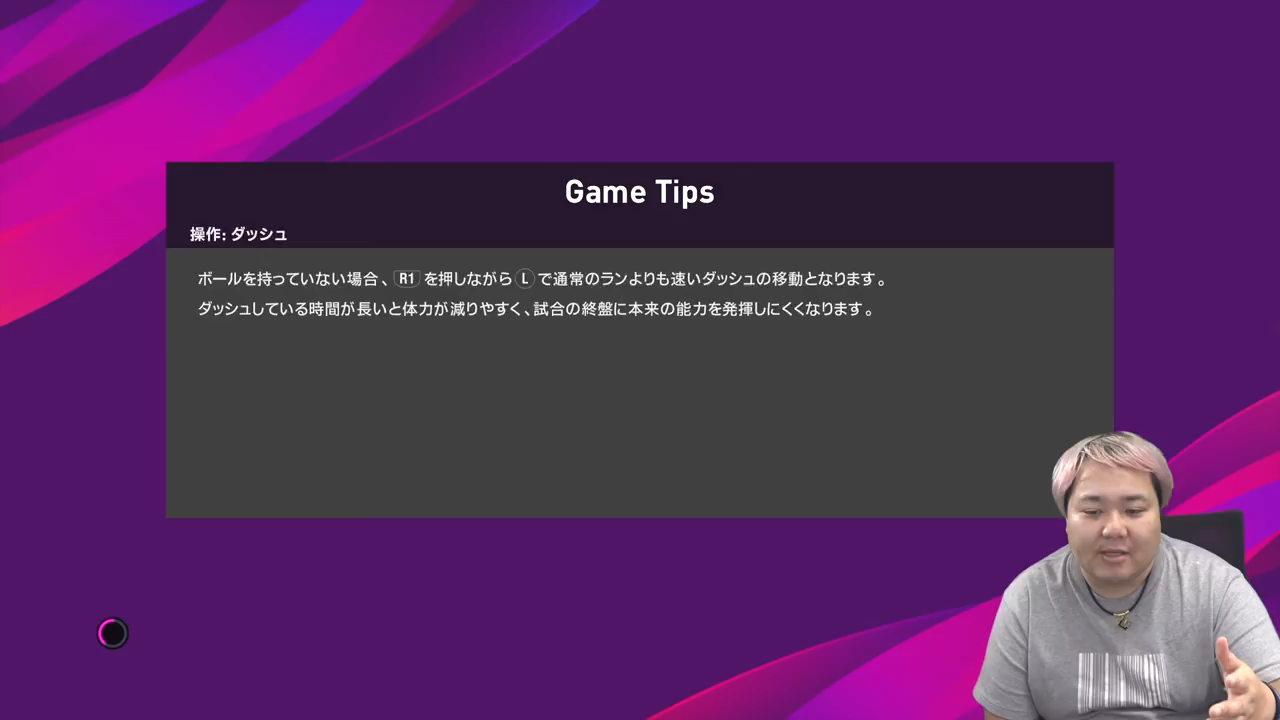 Game Tips
操作: ダッシュ
ボールを持っていない場合、R1を押しながらLで通常のランよりも速いダッシュの移動となります。
ダッシュしている時間が長いと体力が減りやすく、試合の終盤に本来の能力を発揮しにくくなります。